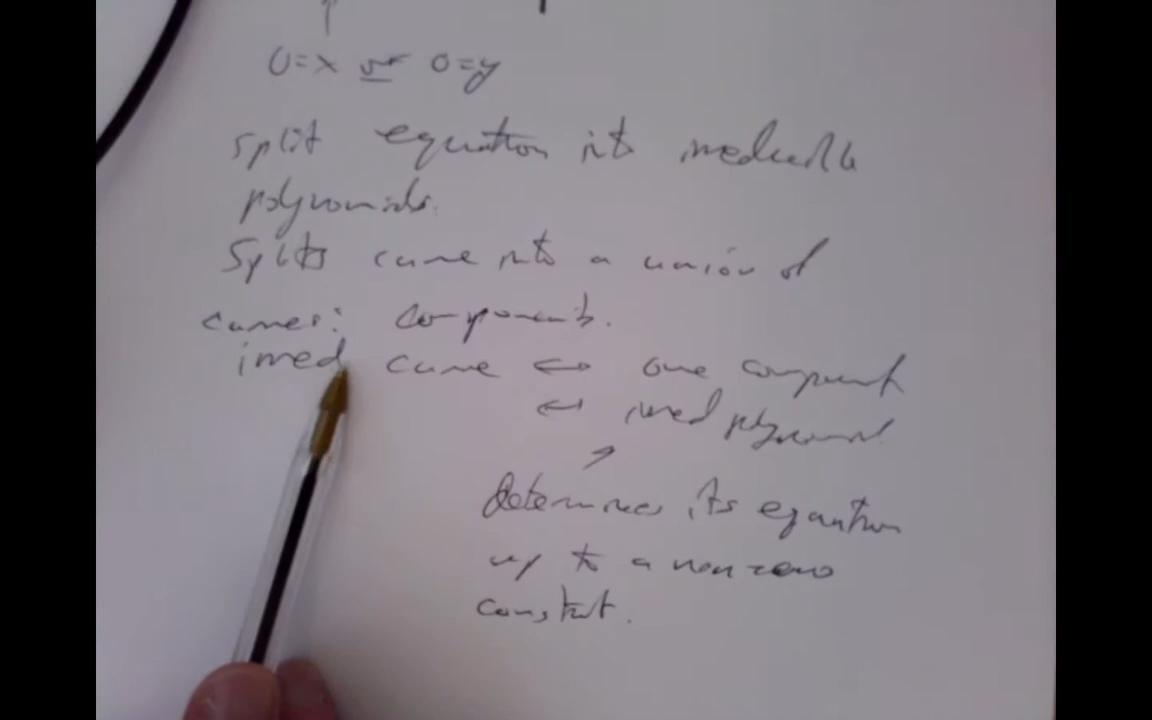 0=x or 0=y
split equation into irreducible
polynomials.
Splits curve into a union of
curves: components.
irred curve ↔ one component
↔ irred polynomial
determines its equation
up to a nonzero
constant.